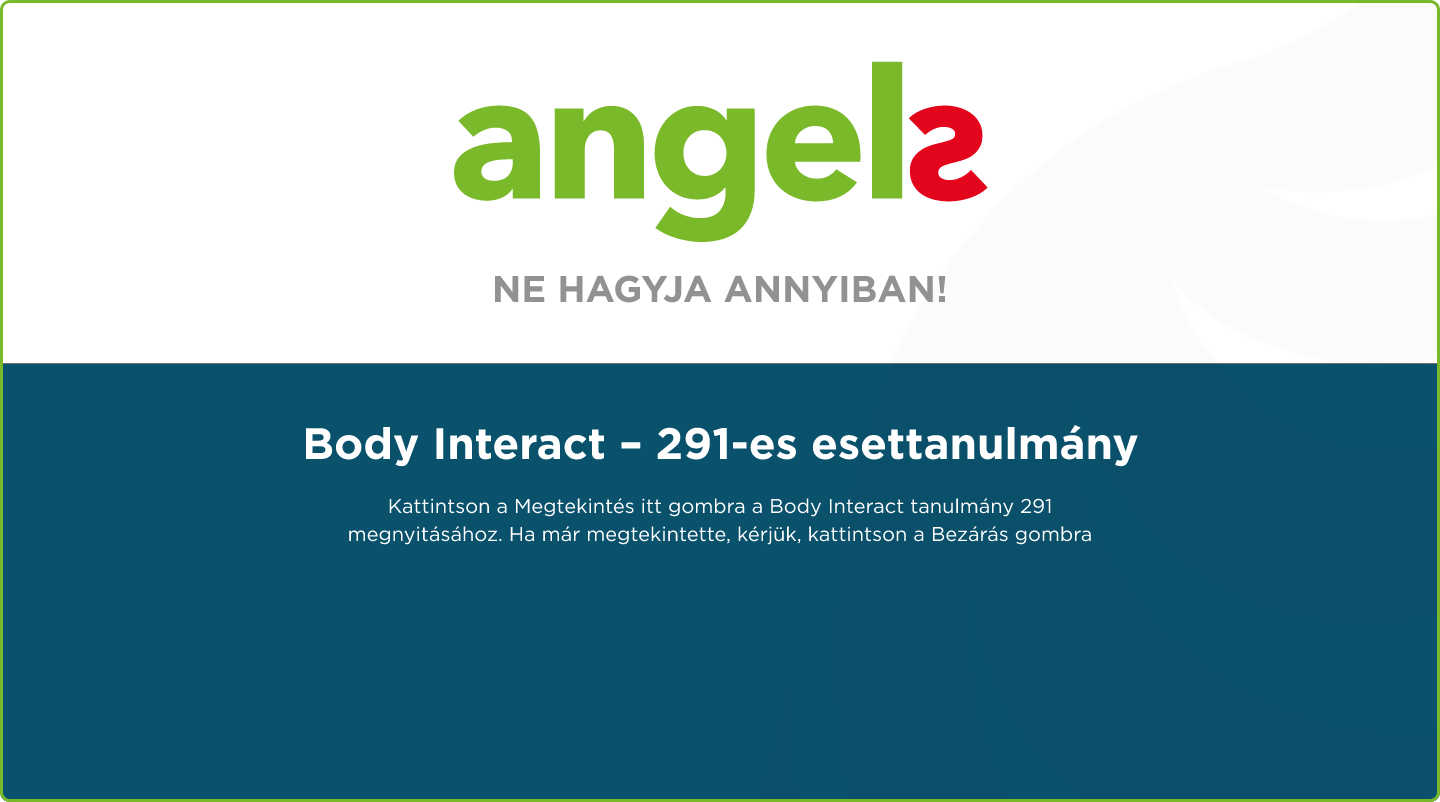 angels
NE HAGYJA ANNYIBAN!
Body Interact – 291-es esettanulmány
Kattintson a Megtekintés itt gombra a Body Interact tanulmány 291
megnyitásához. Ha már megtekintette, kérjük, kattintson a Bezárás gombra